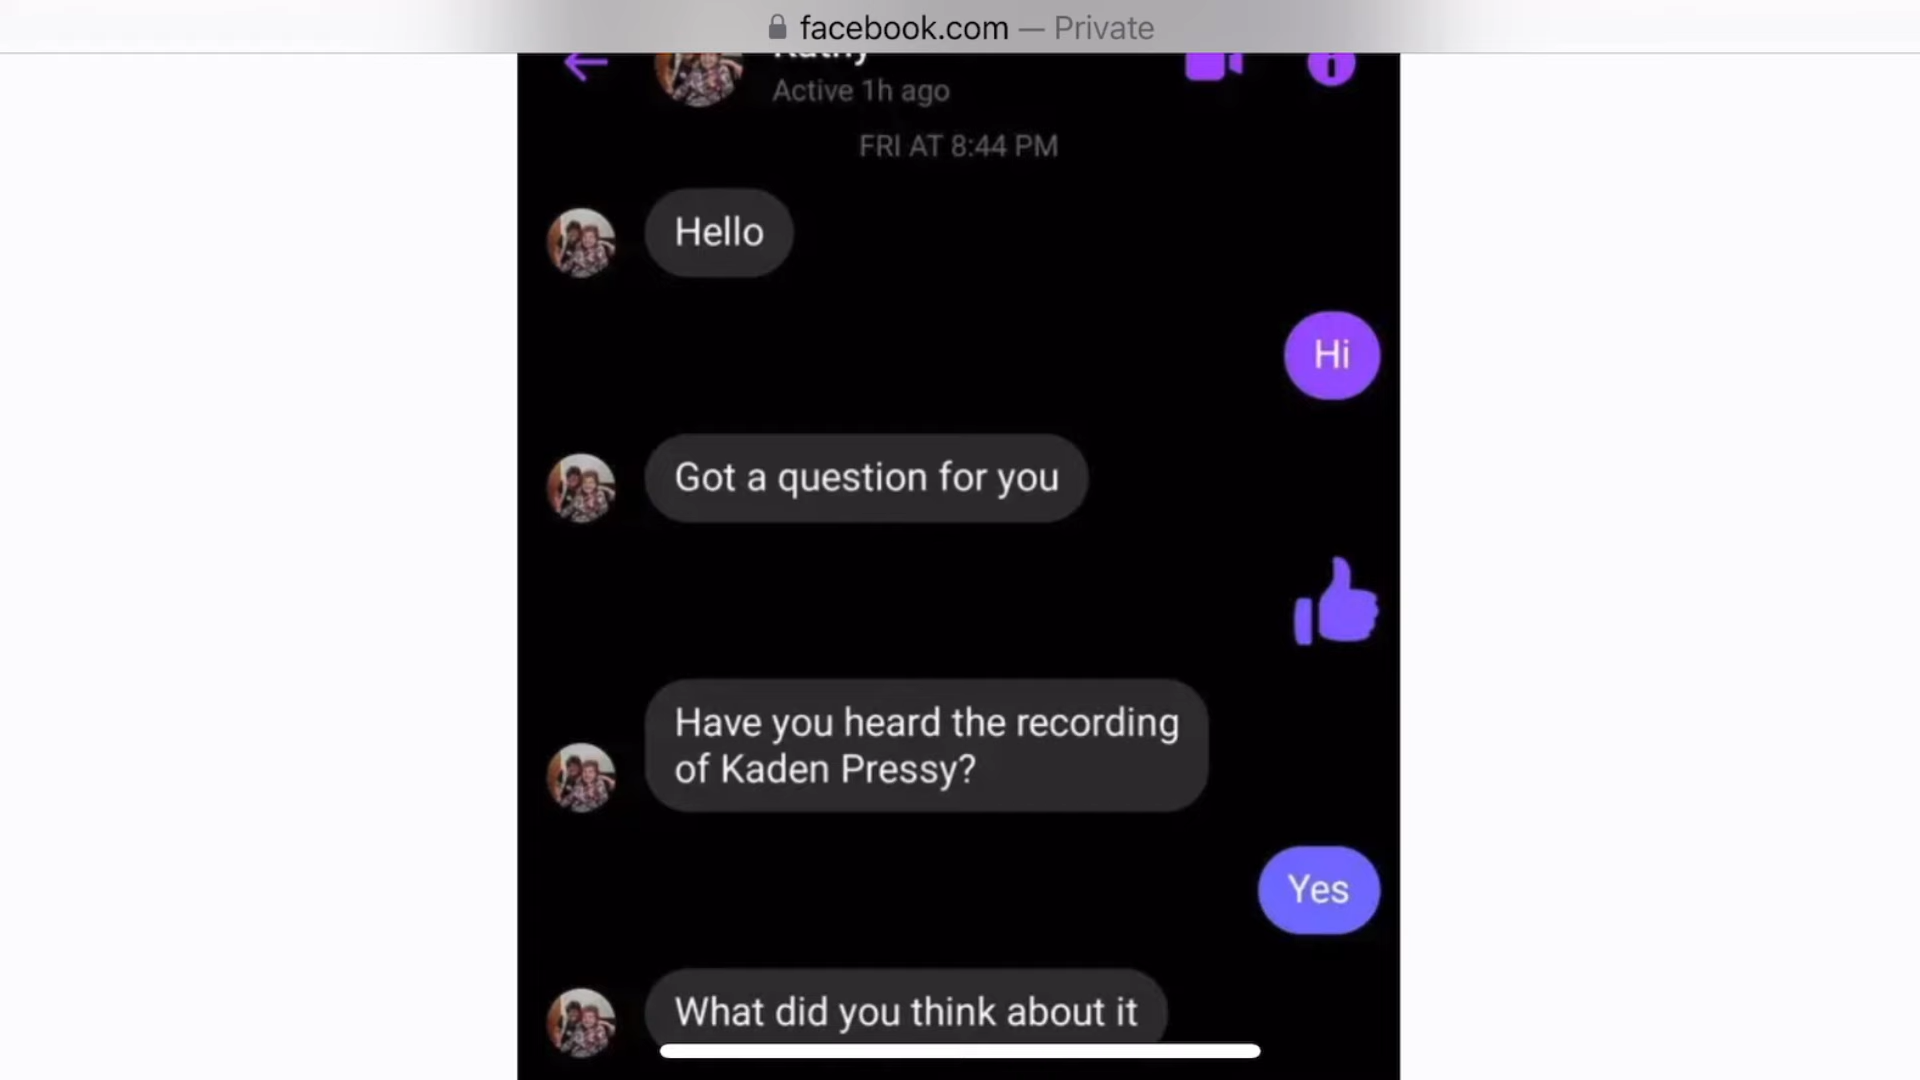 facebook.com — Private
Kathy
Active 1h ago
FRI AT 8:44 PM
Hello
Hi
Got a question for you
Have you heard the recording
of Kaden Pressy?
Yes
What did you think about it